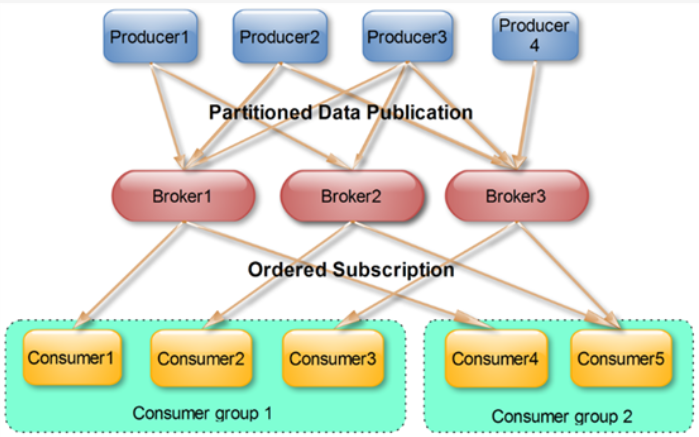 Producer1
Producer2
Producer3
Producer
4
Partitioned Data Publication
Broker1
Broker2
Broker3
Ordered Subscription
Consumer1
Consumer2
Consumer3
Consumer4
Consumer5
Consumer group 1
Consumer group 2